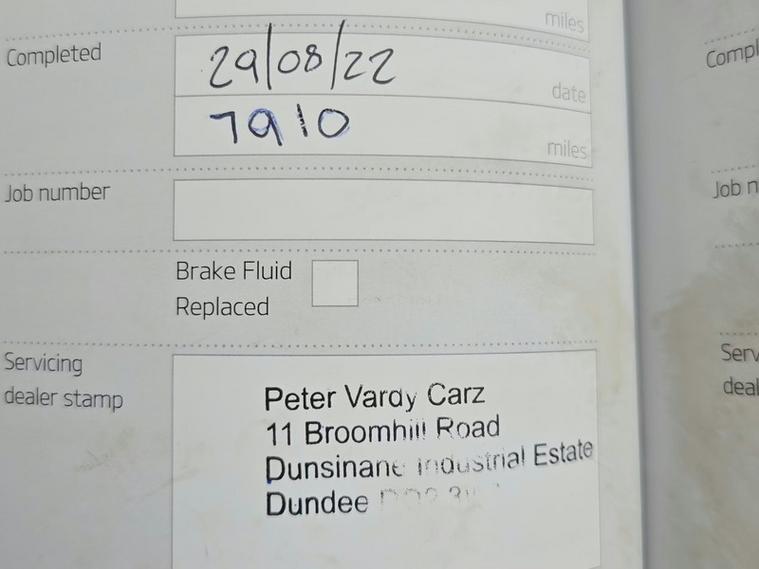 miles
Completed
29/08/22
date
7910
miles
Job number
Brake Fluid
Replaced
Servicing
dealer stamp
Peter Vardy Carz
11 Broomhill Road
Dunsinane Industrial Estate
Dundee
Compl
Job n
Serv
deal